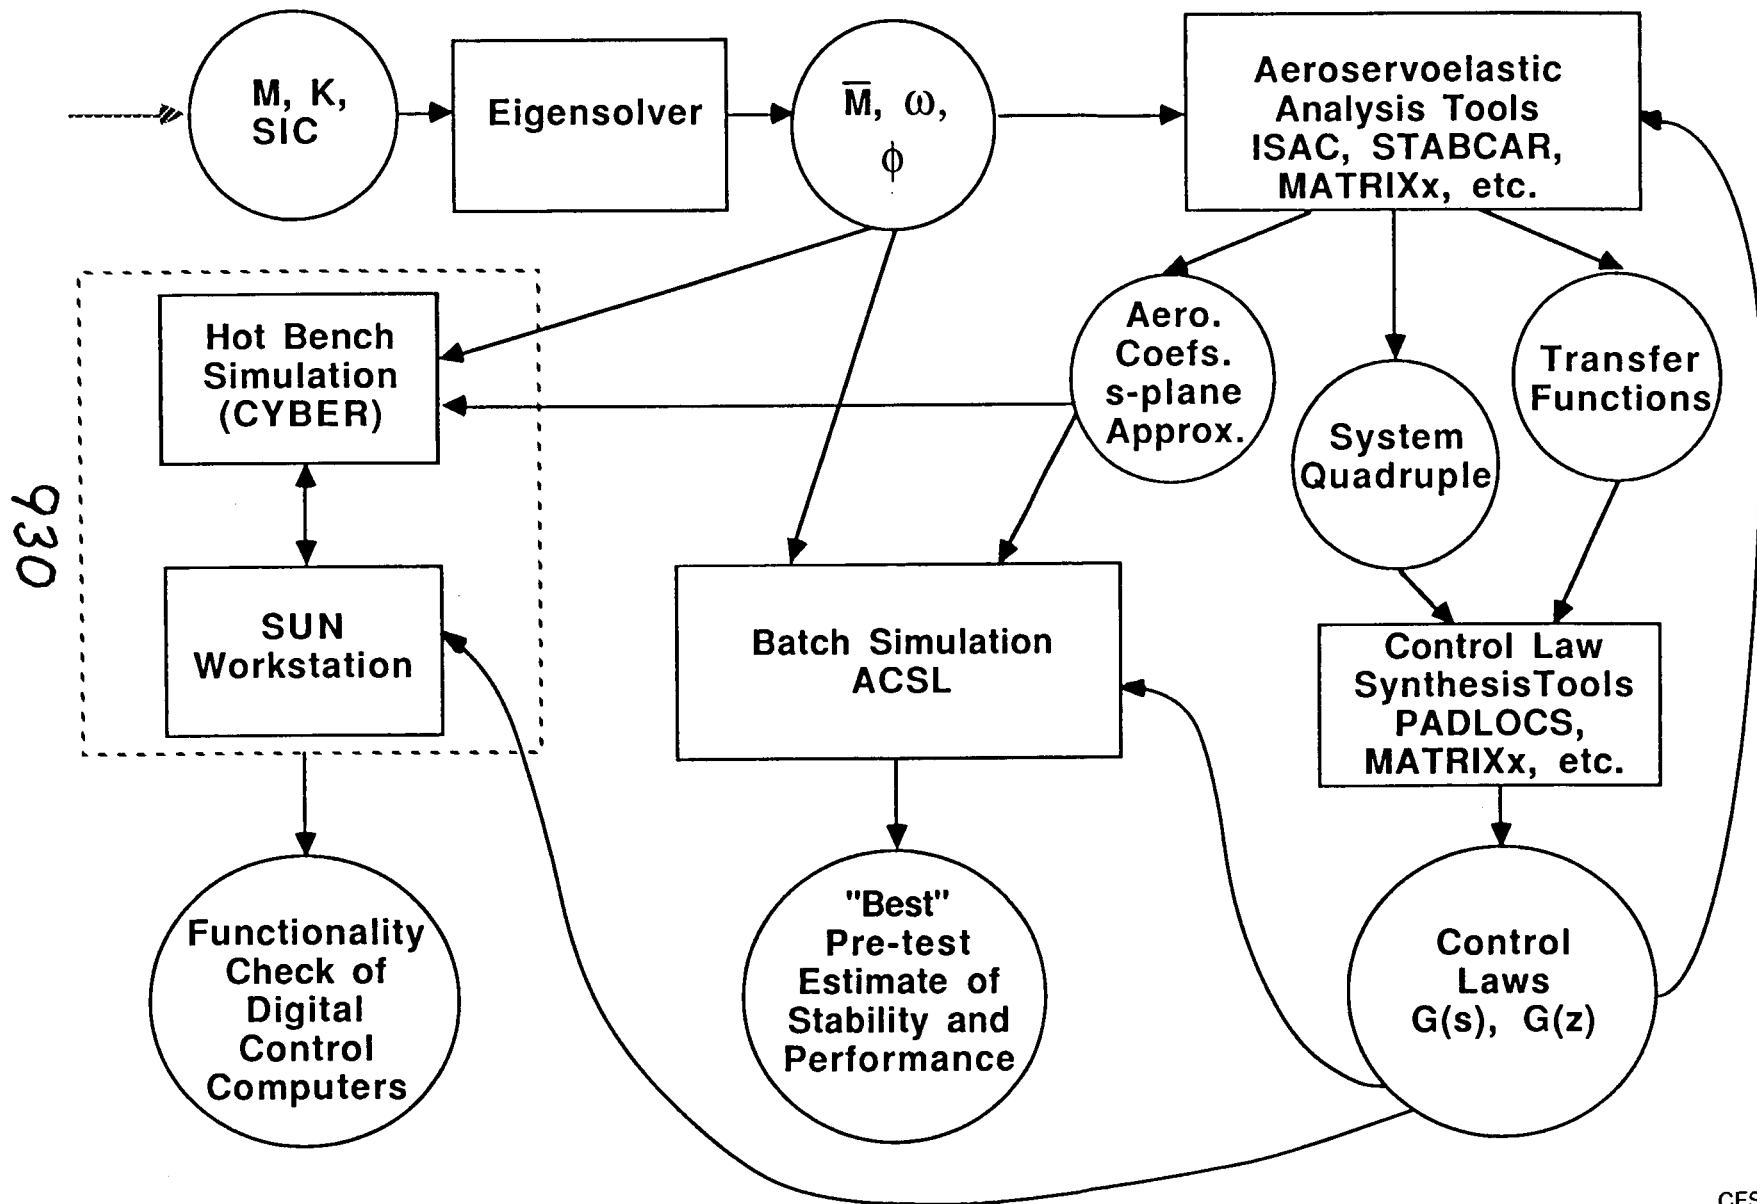 M, K,
SIC
Eigensolver
M̅, ω,
ϕ
Aeroservoelastic
Analysis Tools
ISAC, STABCAR,
MATRIXx, etc.
Hot Bench
Simulation
(CYBER)
Aero.
Coefs.
s-plane
Approx.
System
Quadruple
Transfer
Functions
930
SUN
Workstation
Batch Simulation
ACSL
Control Law
SynthesisTools
PADLOCS,
MATRIXx, etc.
Functionality
Check of
Digital
Control
Computers
"Best"
Pre-test
Estimate of
Stability and
Performance
Control
Laws
G(s), G(z)